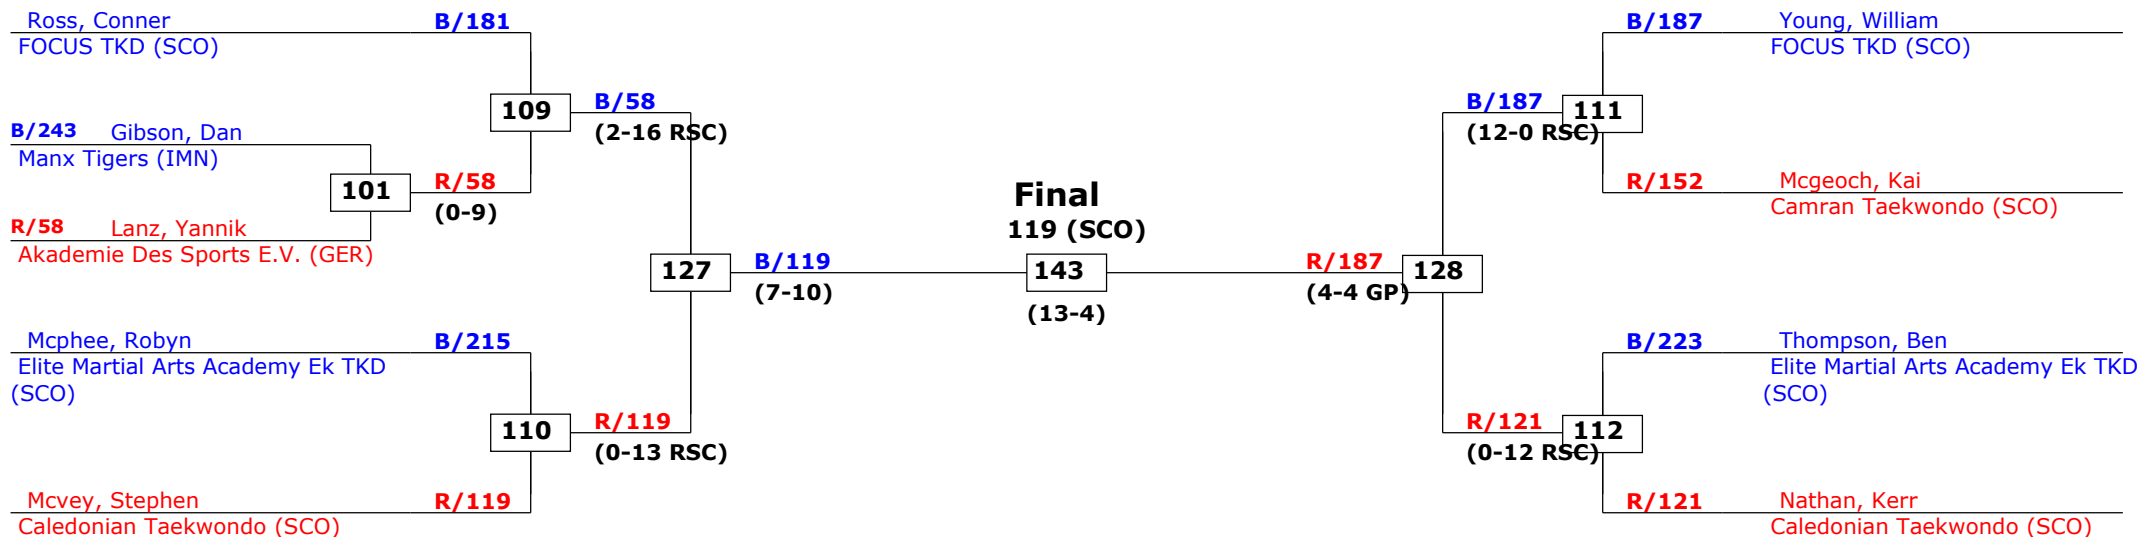 Ross, Conner B/181
FOCUS TKD (SCO)
109 B/58
(2-16 RSC)
B/243 Gibson, Dan
Manx Tigers (IMN)
101 R/58
(0-9)
R/58 Lanz, Yannik
Akademie Des Sports E.V. (GER)
127 B/119
(7-10)
Mcphee, Robyn B/215
Elite Martial Arts Academy Ek TKD
(SCO)
110 R/119
(0-13 RSC)
Mcvey, Stephen R/119
Caledonian Taekwondo (SCO)
Final
119 (SCO)
143
(13-4)
B/187 Young, William
FOCUS TKD (SCO)
B/187 111
(12-0 RSC)
R/152 Mcgeoch, Kai
Camran Taekwondo (SCO)
R/187 128
(4-4 GP)
B/223 Thompson, Ben
Elite Martial Arts Academy Ek TKD
(SCO)
R/121 112
(0-12 RSC)
R/121 Nathan, Kerr
Caledonian Taekwondo (SCO)